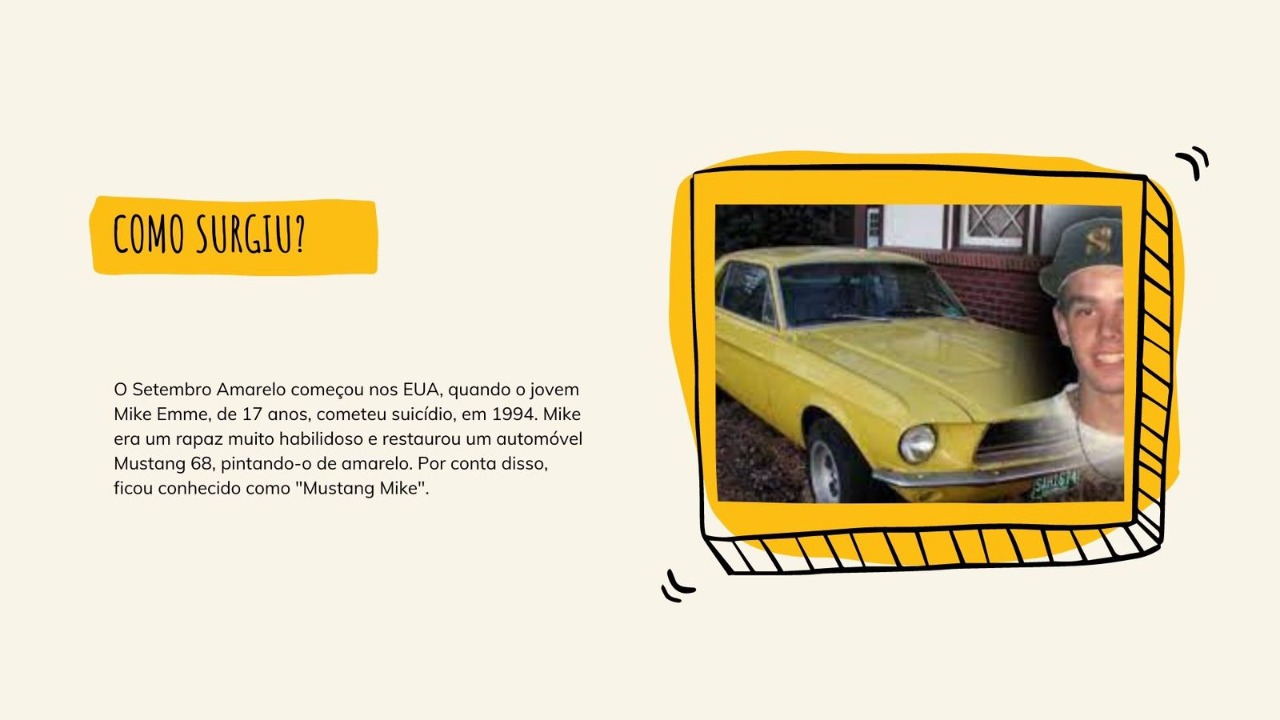 COMO SURGIU?
O Setembro Amarelo começou nos EUA, quando o jovem
Mike Emme, de 17 anos, cometeu suicídio, em 1994. Mike
era um rapaz muito habilidoso e restaurou um automóvel
Mustang 68, pintando-o de amarelo. Por conta disso,
ficou conhecido como "Mustang Mike".
S